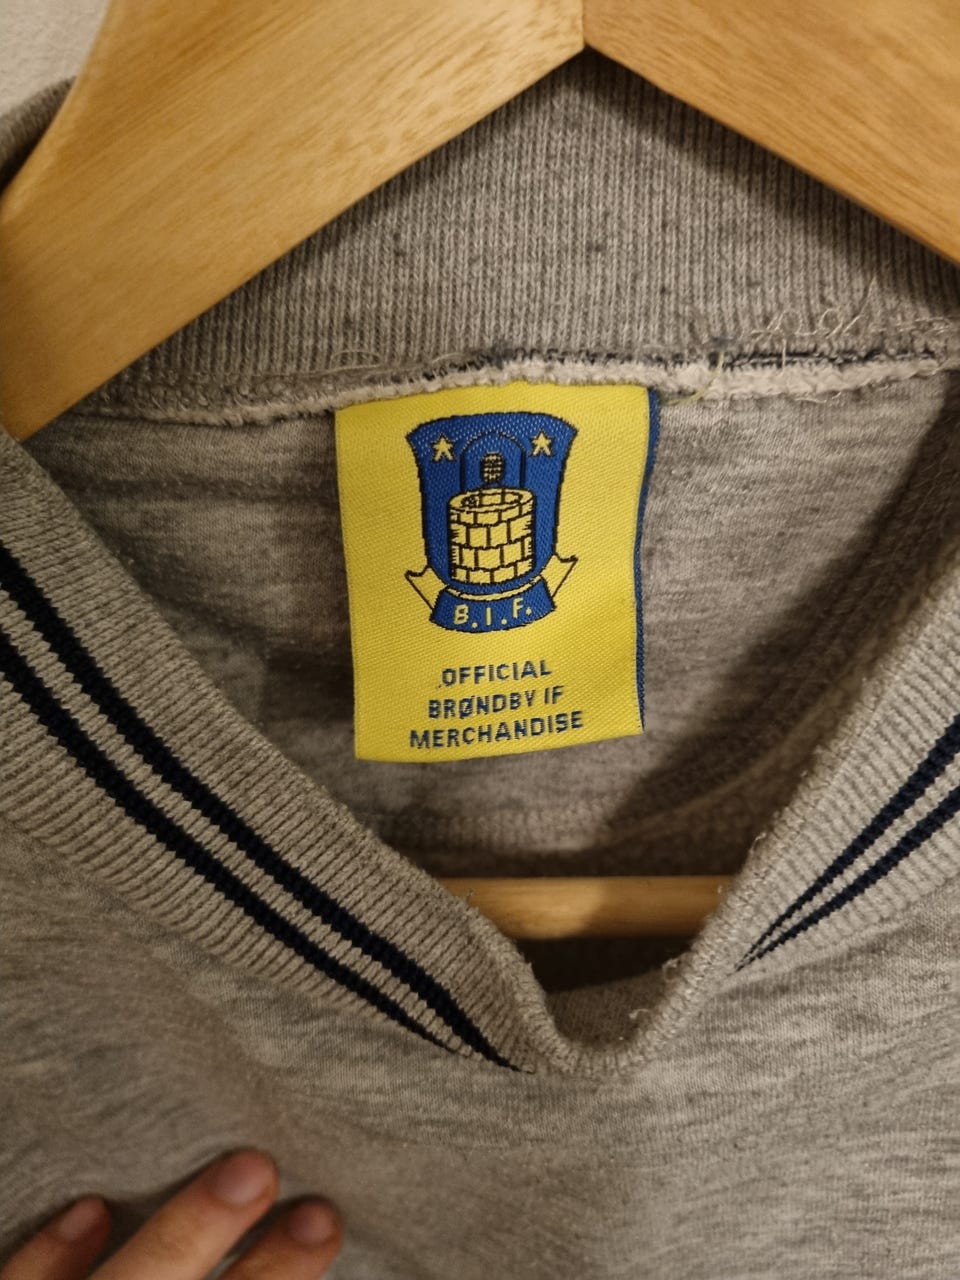 B.I.F.
OFFICIAL
BRØNDBY IF
MERCHANDISE